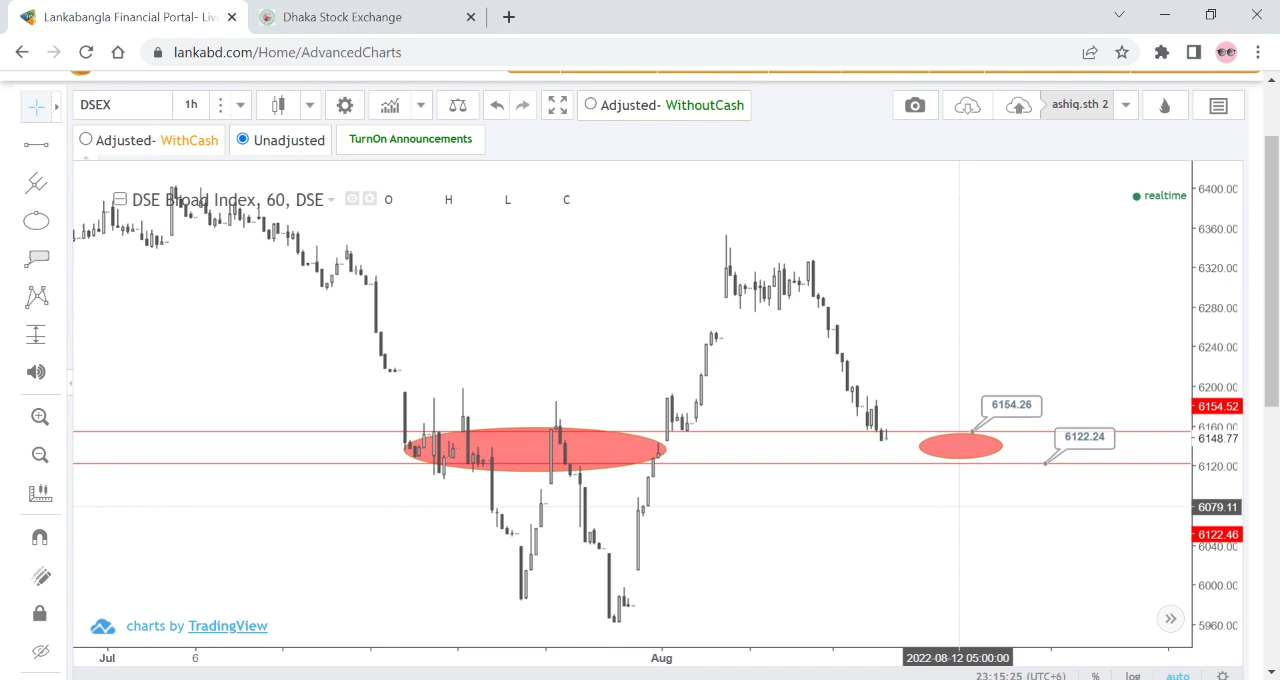 Lankabangla Financial Portal- Liv
Dhaka Stock Exchange
lankabd.com/Home/AdvancedCharts
DSEX
1h
Adjusted- WithoutCash
ashiq.sth 2
Adjusted- WithCash
Unadjusted
TurnOn Announcements
DSE Broad Index, 60, DSE
O H L C
realtime
6400.00
6360.00
6320.00
6280.00
6240.00
6200.00
6154.26
6154.52
6160.00
6122.24
6148.77
6120.00
6079.11
6122.46
6040.00
6000.00
5960.00
charts by TradingView
Jul 6 Aug 2022-08-12 05:00:00
23:15:25 (UTC+6) % log auto